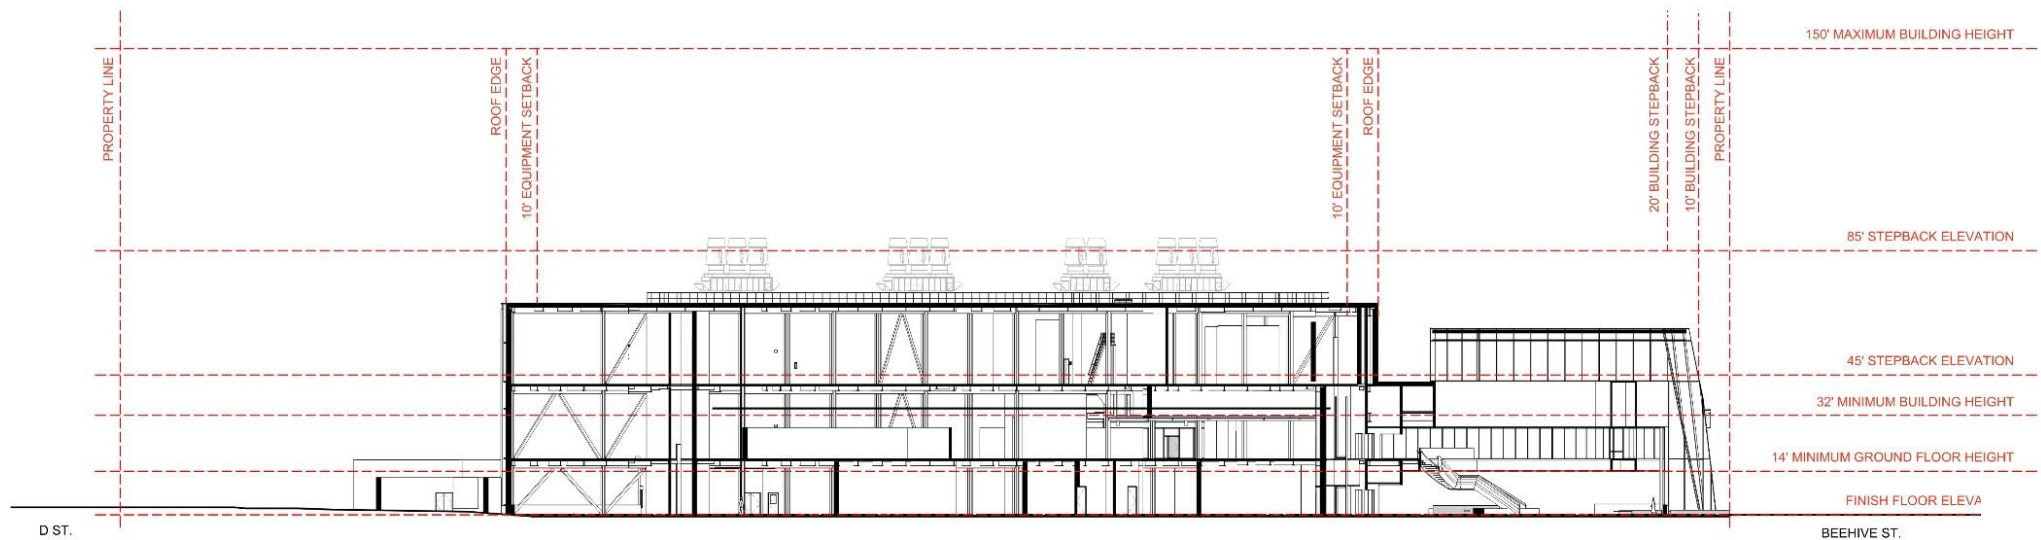 150' MAXIMUM BUILDING HEIGHT
PROPERTY LINE
ROOF EDGE
10' EQUIPMENT SETBACK
10' EQUIPMENT SETBACK
ROOF EDGE
20' BUILDING STEPBACK
10' BUILDING STEPBACK
PROPERTY LINE
85' STEPBACK ELEVATION
45' STEPBACK ELEVATION
32' MINIMUM BUILDING HEIGHT
14' MINIMUM GROUND FLOOR HEIGHT
FINISH FLOOR ELEVA
D ST.
BEEHIVE ST.